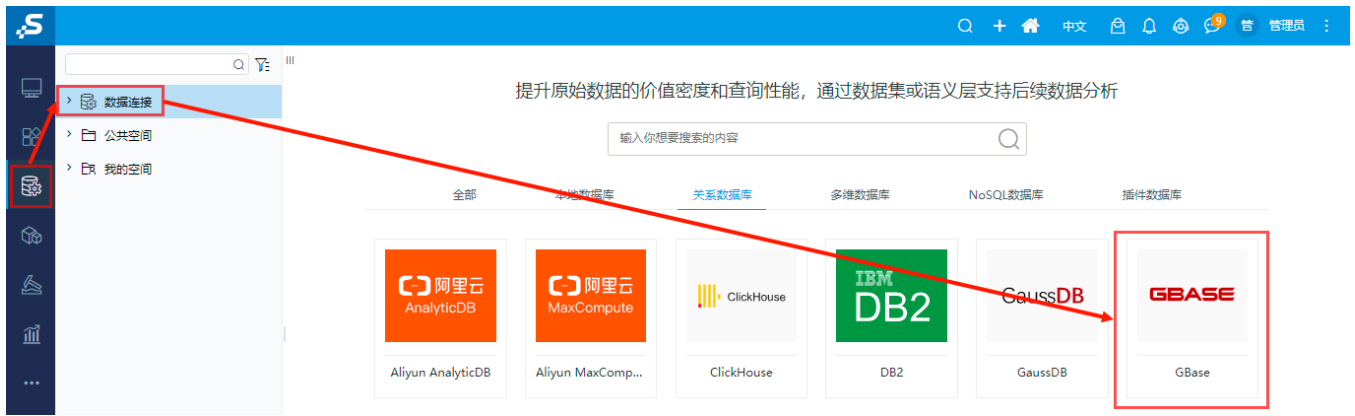 S
中文
9
管
管理员
数据连接
公共空间
我的空间
提升原始数据的价值密度和查询性能，通过数据集或语义层支持后续数据分析
输入你想要搜索的内容
全部 本地数据库 关系数据库 多维数据库 NoSQL数据库 插件数据库
阿里云
AnalyticDB
阿里云
MaxCompute
ClickHouse
IBM
DB2
GaussDB
GBASE
Aliyun AnalyticDB
Aliyun MaxComp...
ClickHouse
DB2
GaussDB
GBase